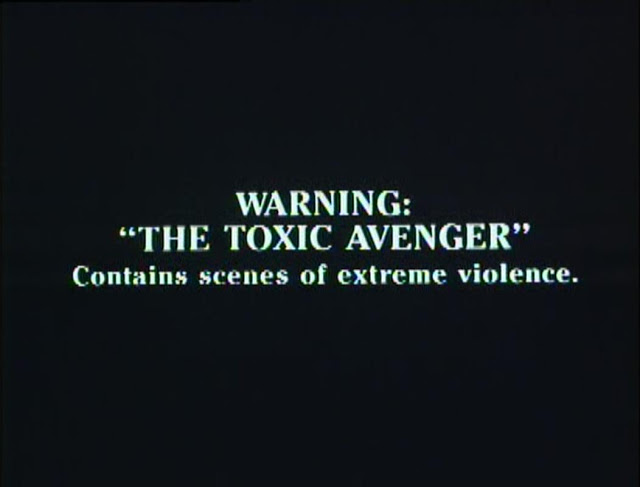 WARNING:
“THE TOXIC AVENGER”
Contains scenes of extreme violence.